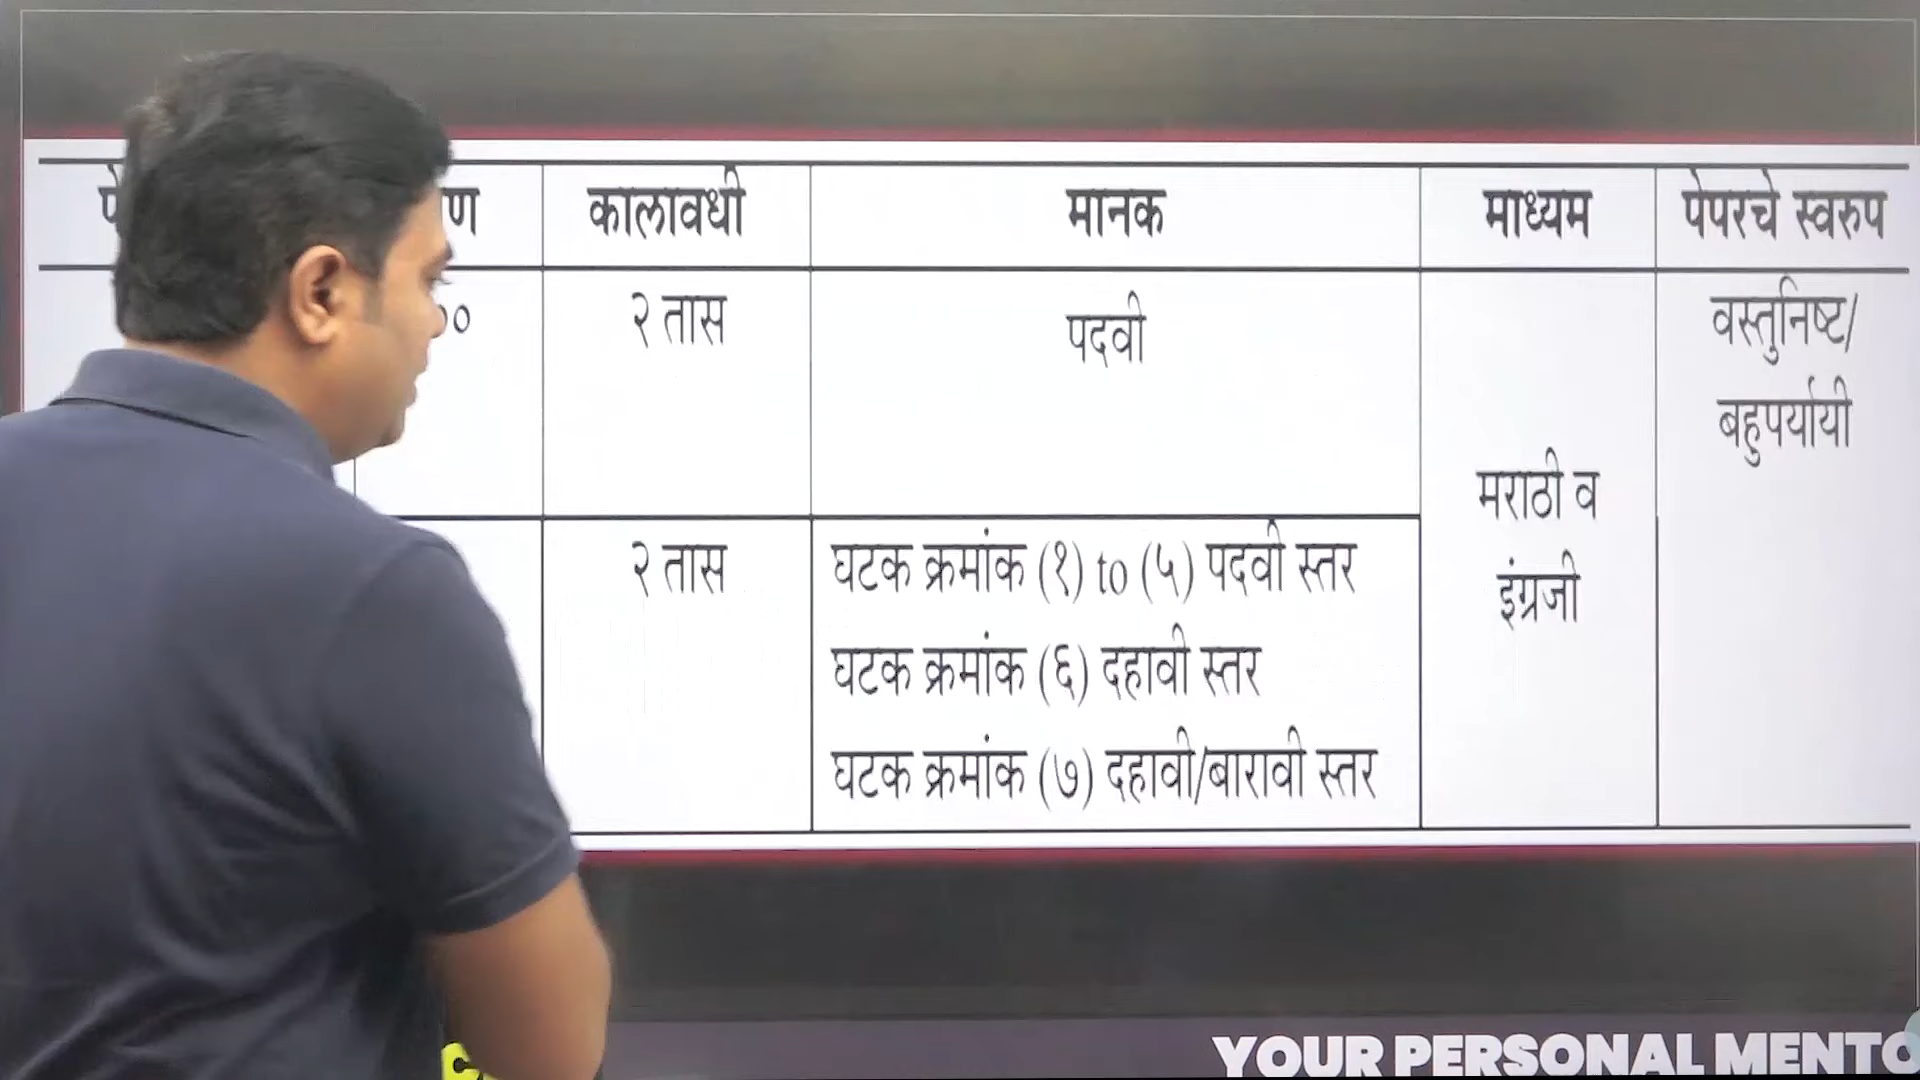 कालावधी मानक माध्यम पेपरचे स्वरुप
२ तास पदवी वस्तुनिष्ट/
बहुपर्यायी
मराठी व
इंग्रजी
२ तास घटक क्रमांक (१) to (५) पदवी स्तर
घटक क्रमांक (६) दहावी स्तर
घटक क्रमांक (७) दहावी/बारावी स्तर
YOUR PERSONAL MENTO